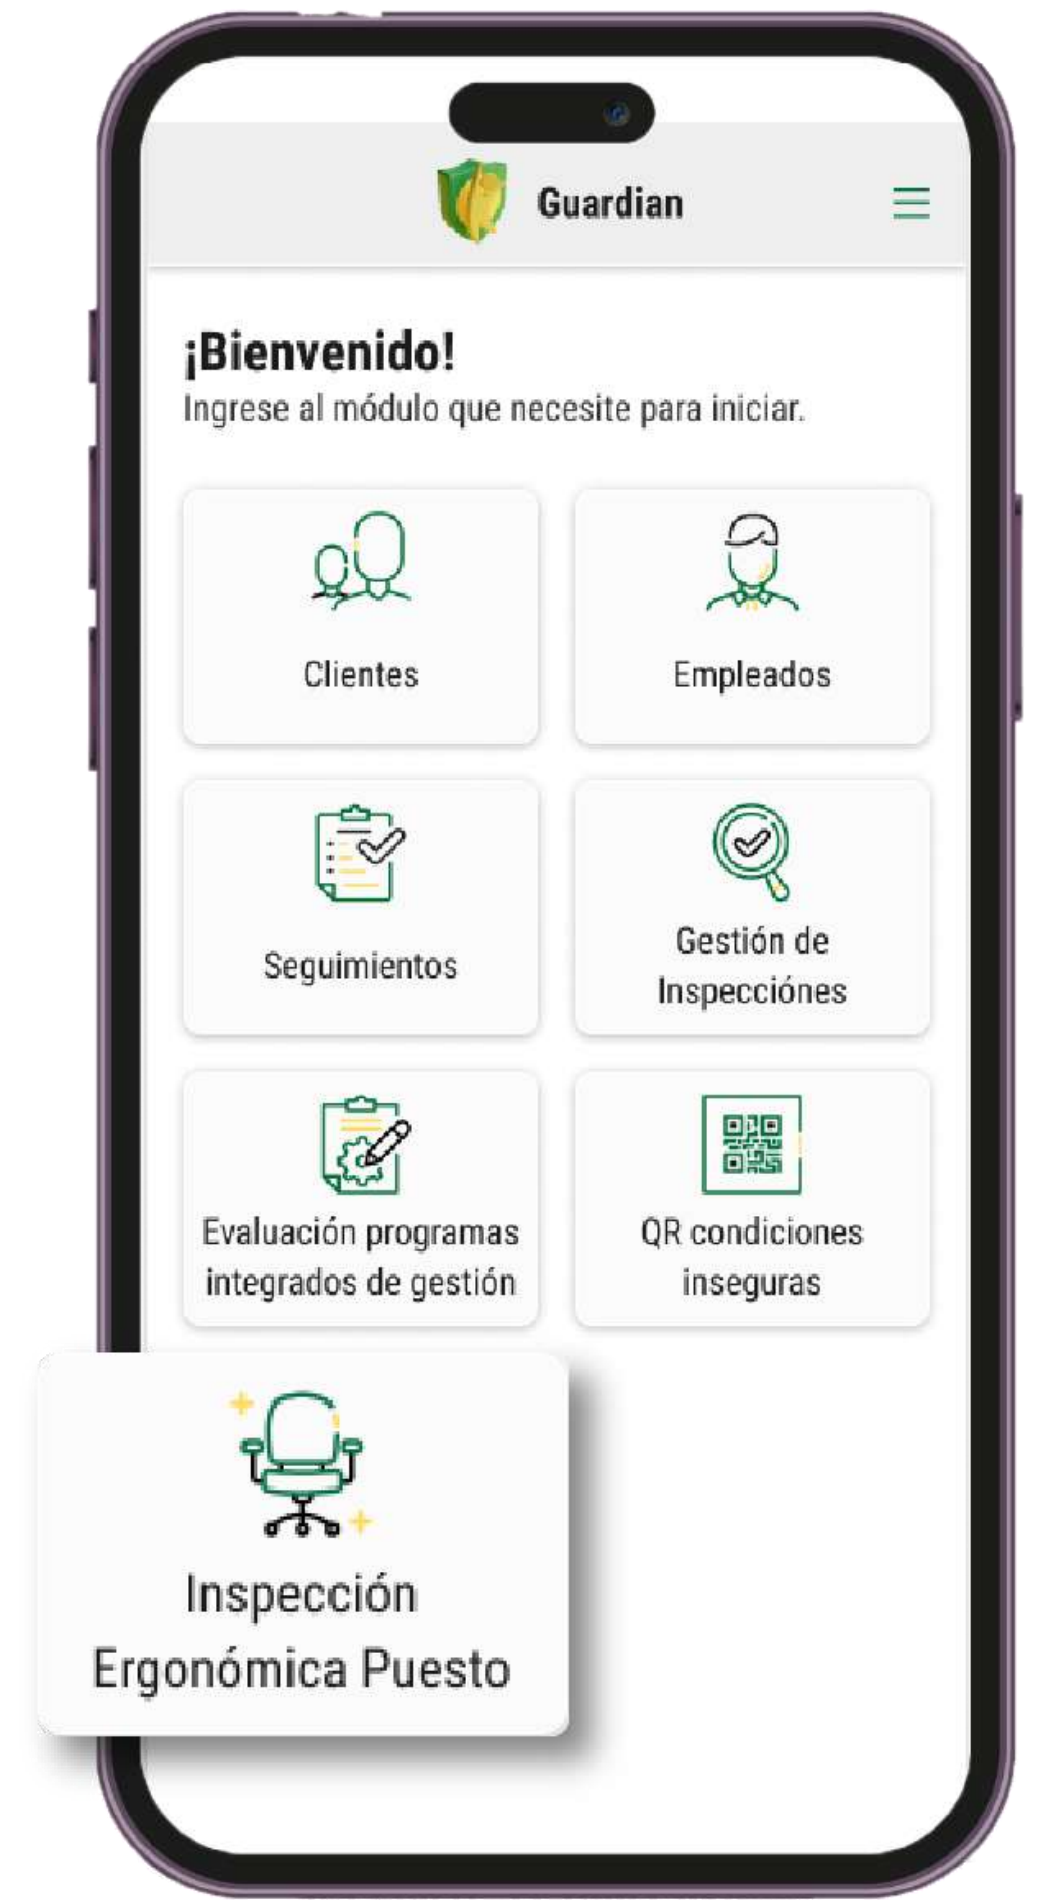 Guardian
¡Bienvenido!
Ingrese al módulo que necesite para iniciar.
Clientes
Empleados
Seguimientos
Gestión de
Inspecciónes
Evaluación programas
integrados de gestión
QR condiciones
inseguras
Inspección
Ergonómica Puesto